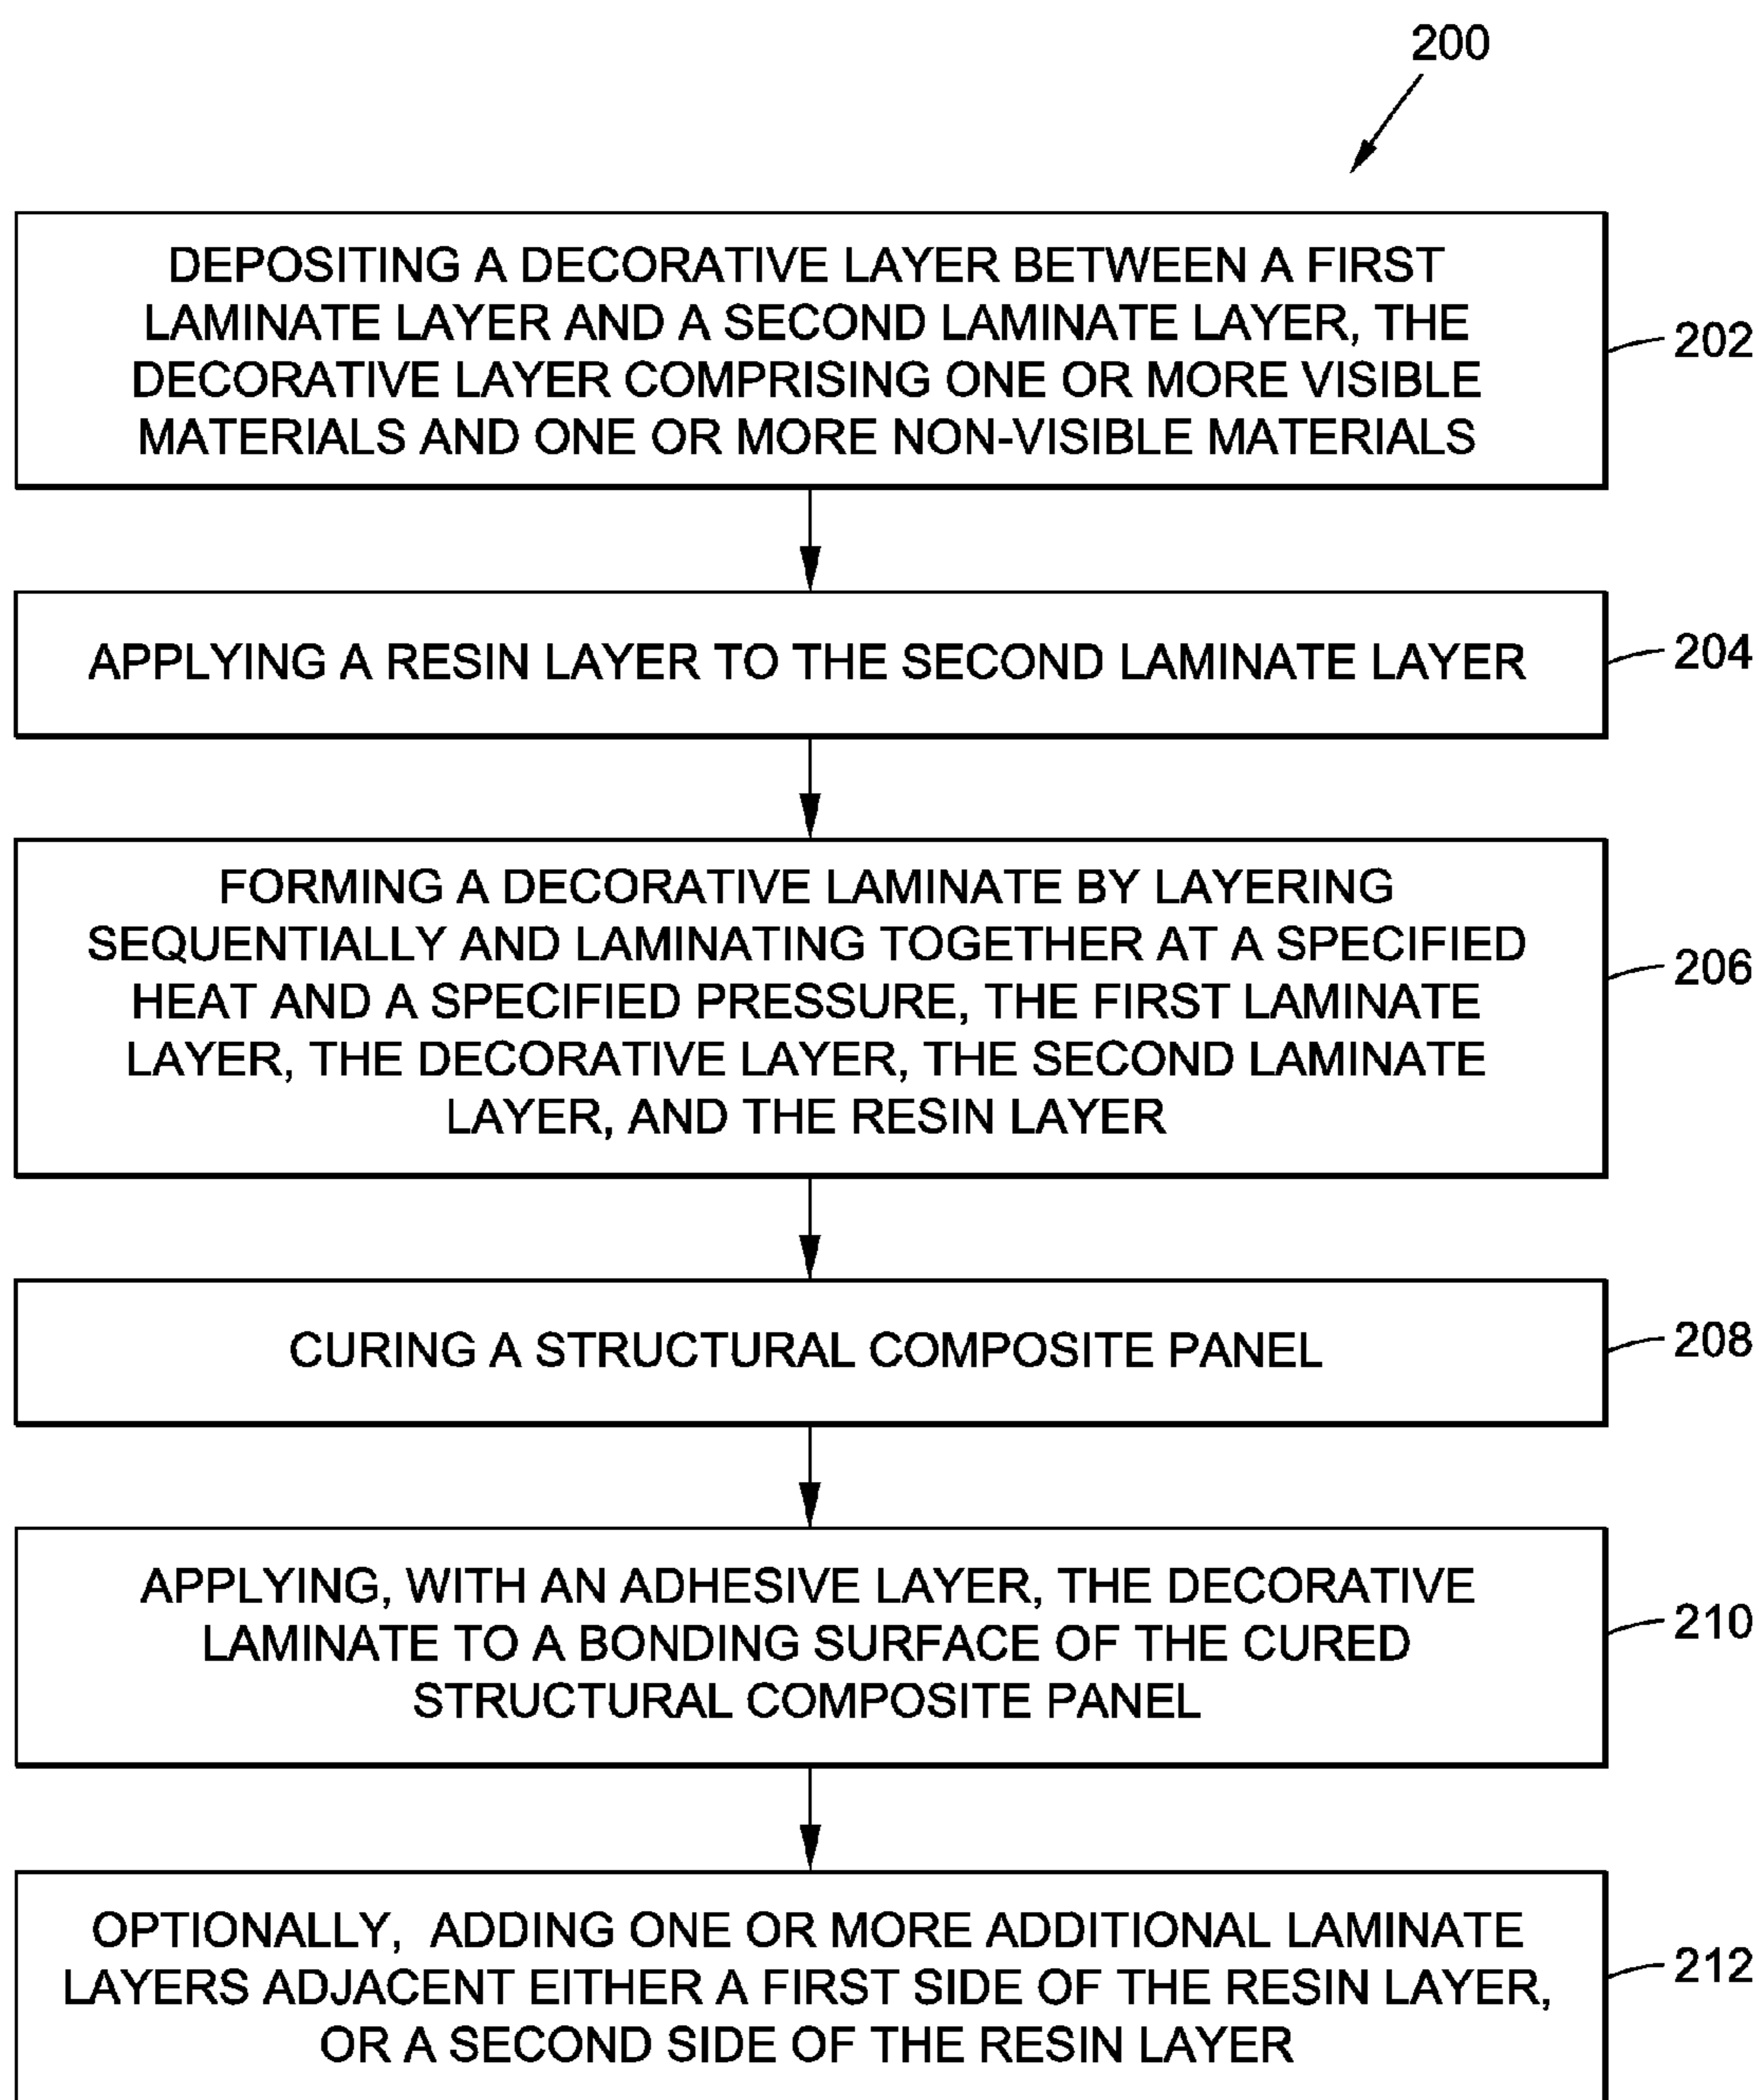 200
DEPOSITING A DECORATIVE LAYER BETWEEN A FIRST
LAMINATE LAYER AND A SECOND LAMINATE LAYER, THE
DECORATIVE LAYER COMPRISING ONE OR MORE VISIBLE
MATERIALS AND ONE OR MORE NON-VISIBLE MATERIALS
202
APPLYING A RESIN LAYER TO THE SECOND LAMINATE LAYER
204
FORMING A DECORATIVE LAMINATE BY LAYERING
SEQUENTIALLY AND LAMINATING TOGETHER AT A SPECIFIED
HEAT AND A SPECIFIED PRESSURE, THE FIRST LAMINATE
LAYER, THE DECORATIVE LAYER, THE SECOND LAMINATE
LAYER, AND THE RESIN LAYER
206
CURING A STRUCTURAL COMPOSITE PANEL
208
APPLYING, WITH AN ADHESIVE LAYER, THE DECORATIVE
LAMINATE TO A BONDING SURFACE OF THE CURED
STRUCTURAL COMPOSITE PANEL
210
OPTIONALLY, ADDING ONE OR MORE ADDITIONAL LAMINATE
LAYERS ADJACENT EITHER A FIRST SIDE OF THE RESIN LAYER,
OR A SECOND SIDE OF THE RESIN LAYER
212